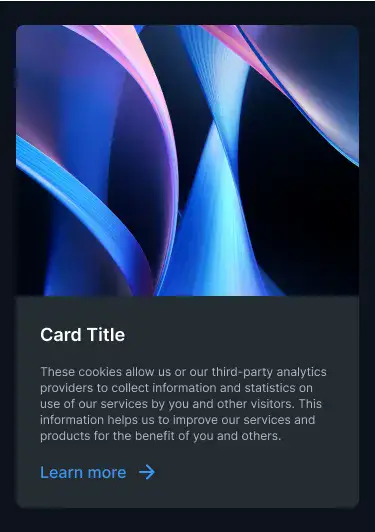 Card Title
These cookies allow us or our third-party analytics
providers to collect information and statistics on
use of our services by you and other visitors. This
information helps us to improve our services and
products for the benefit of you and others.
Learn more